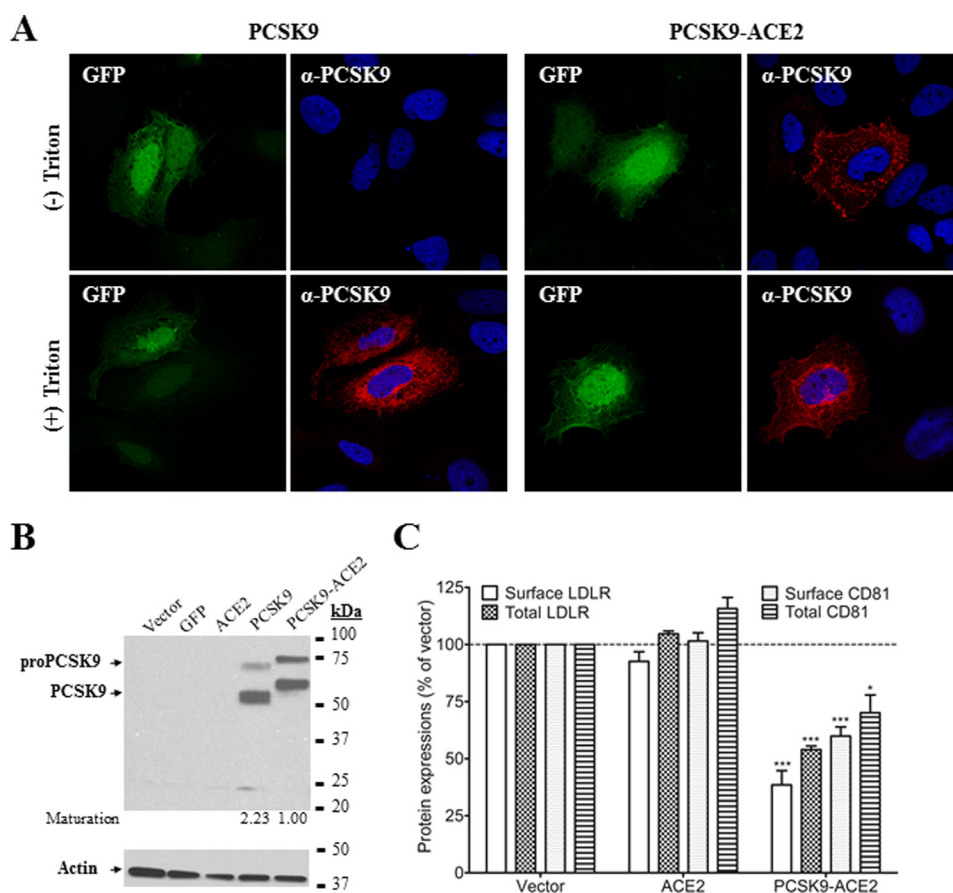 A
PCSK9
PCSK9-ACE2
(-) Triton
GFP
α-PCSK9
GFP
α-PCSK9
(+) Triton
GFP
α-PCSK9
GFP
α-PCSK9
B
Vector
GFP
ACE2
PCSK9
PCSK9-ACE2
kDa
100
proPCSK9
75
PCSK9
50
37
25
20
Maturation 2.23 1.00
50
Actin
37
C
Protein expressions (% of vector)
125
100
75
50
25
0
Surface LDLR
Total LDLR
Surface CD81
Total CD81
***
***
***
*
Vector
ACE2
PCSK9-ACE2